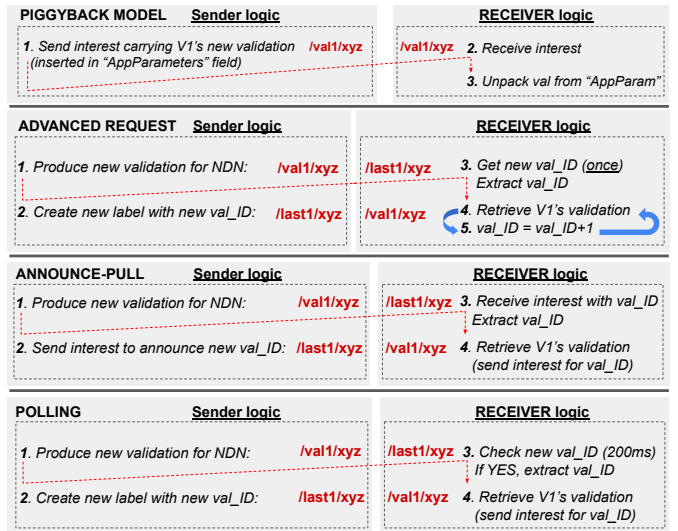 PIGGYBACK MODEL Sender logic RECEIVER logic
1. Send interest carrying V1's new validation /val1/xyz /val1/xyz 2. Receive interest
(inserted in "AppParameters" field)
3. Unpack val from "AppParam"
ADVANCED REQUEST Sender logic RECEIVER logic
1. Produce new validation for NDN: /val1/xyz /last1/xyz 3. Get new val_ID (once)
Extract val_ID
2. Create new label with new val_ID: /last1/xyz /val1/xyz 4. Retrieve V1's validation
5. val_ID = val_ID+1
ANNOUNCE-PULL Sender logic RECEIVER logic
1. Produce new validation for NDN: /val1/xyz /last1/xyz 3. Receive interest with val_ID
Extract val_ID
2. Send interest to announce new val_ID: /last1/xyz /val1/xyz 4. Retrieve V1's validation
(send interest for val_ID)
POLLING Sender logic RECEIVER logic
1. Produce new validation for NDN: /val1/xyz /last1/xyz 3. Check new val_ID (200ms)
If YES, extract val_ID
2. Create new label with new val_ID: /last1/xyz /val1/xyz 4. Retrieve V1's validation
(send interest for val_ID)